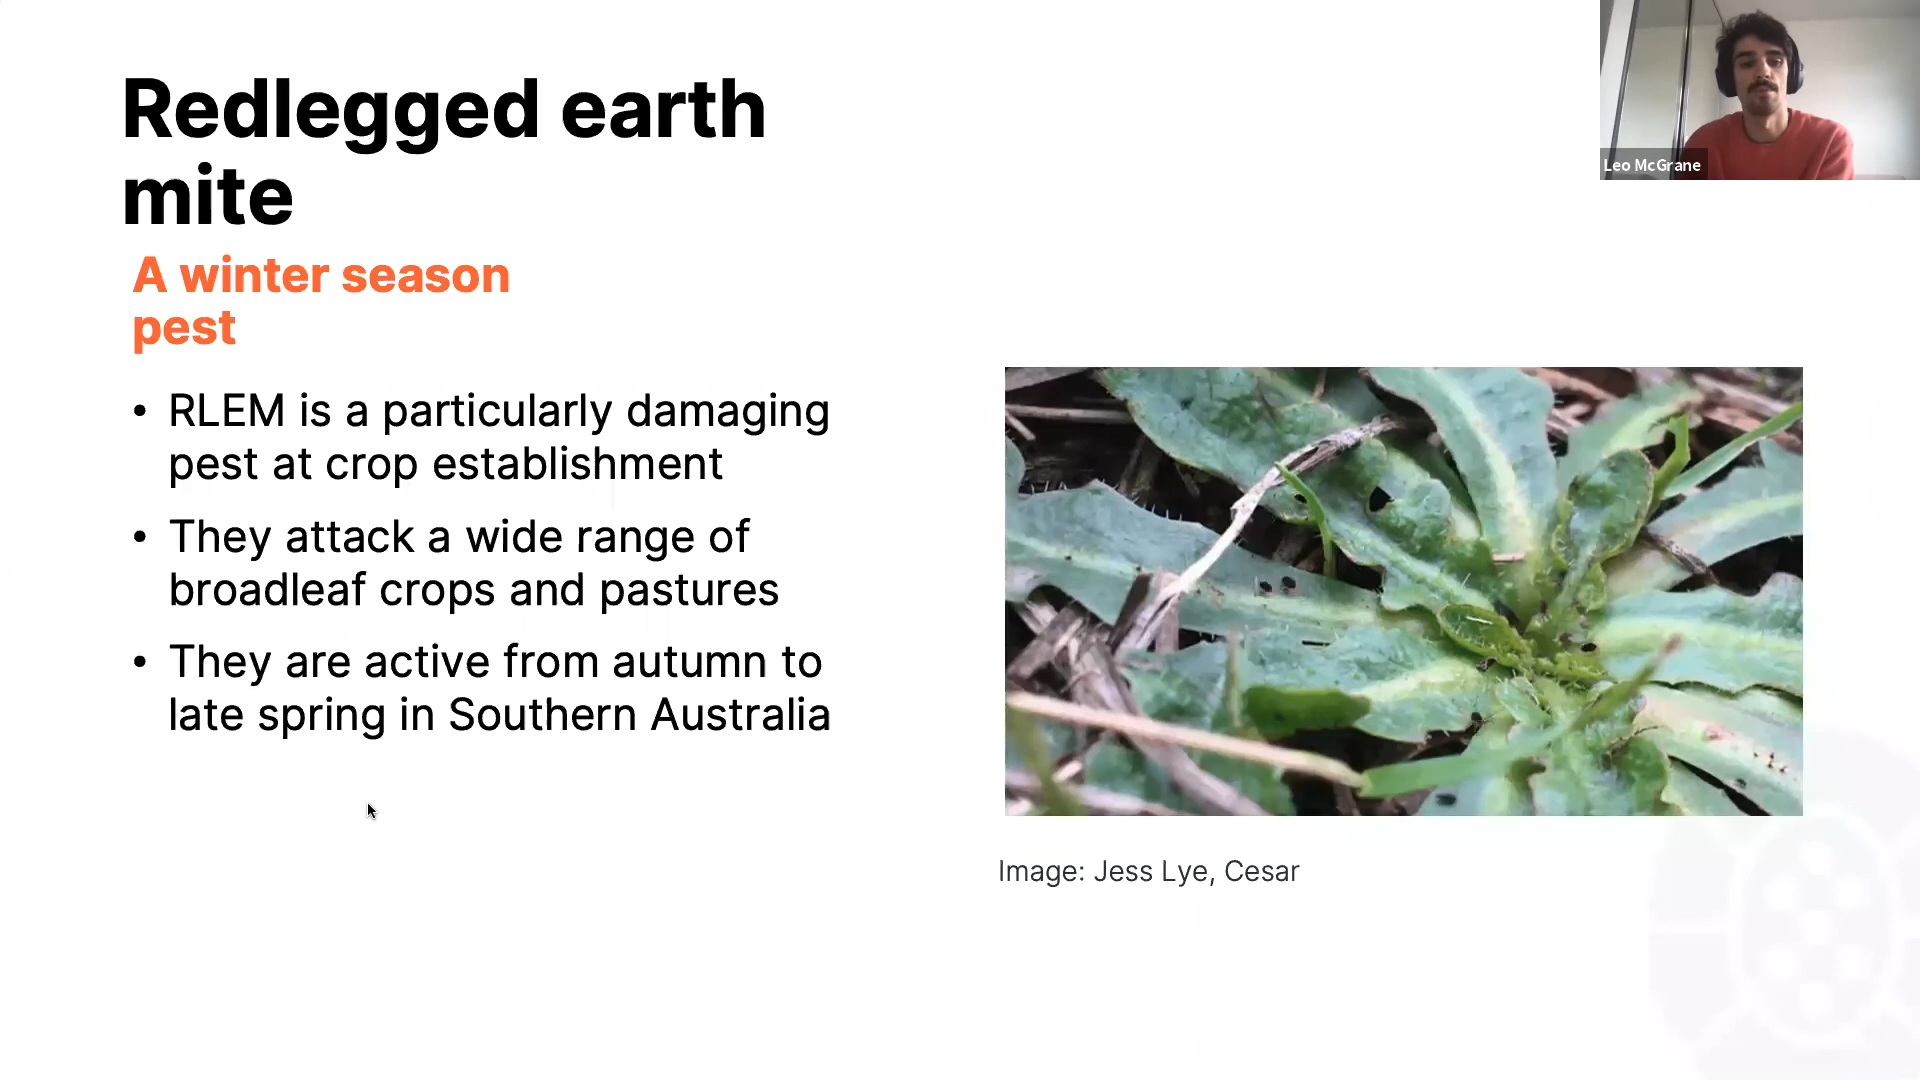 Redlegged earth
mite
A winter season
pest
• RLEM is a particularly damaging
pest at crop establishment
• They attack a wide range of
broadleaf crops and pastures
• They are active from autumn to
late spring in Southern Australia
Image: Jess Lye, Cesar
Leo McGrane